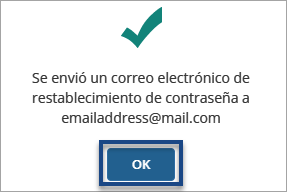 Se envió un correo electrónico de
restablecimiento de contraseña a
emailaddress@mail.com
OK